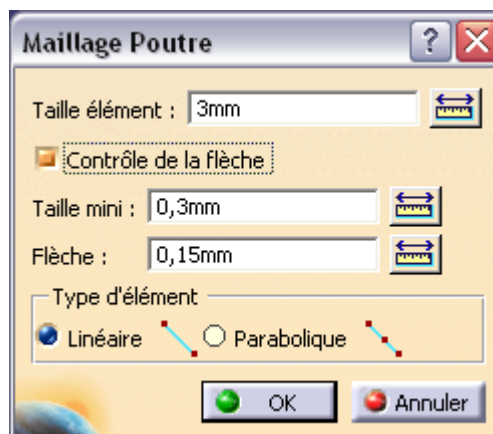 Maillage Poutre
?
Taille élément : 3mm
Contrôle de la flèche
Taille mini : 0,3mm
Flèche : 0,15mm
Type d'élément
Linéaire Parabolique
OK Annuler